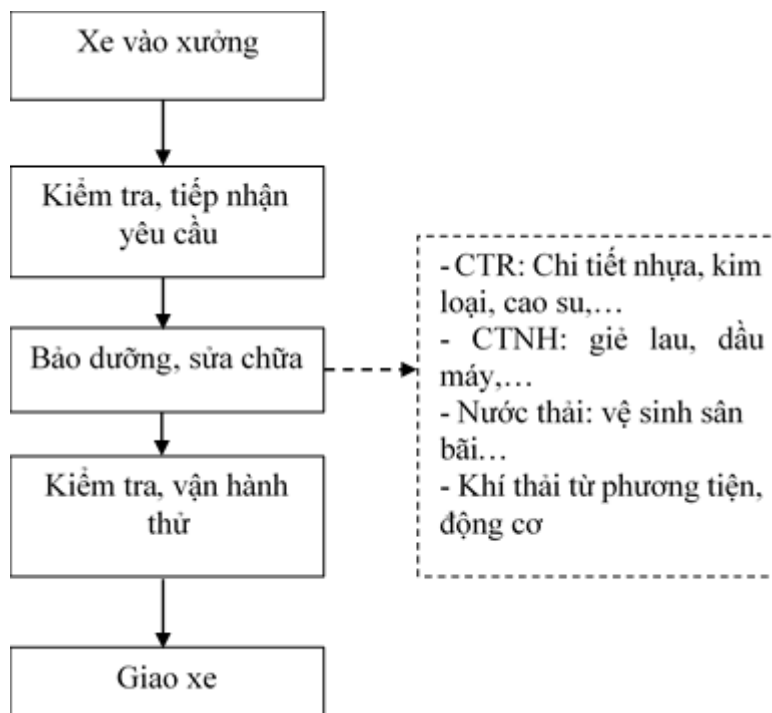 Xe vào xưởng
Kiểm tra, tiếp nhận
yêu cầu
Bảo dưỡng, sửa chữa
- CTR: Chi tiết nhựa, kim
loại, cao su,...
- CTNH: giẻ lau, dầu
máy,...
- Nước thải: vệ sinh sân
bãi...
- Khí thải từ phương tiện,
động cơ
Kiểm tra, vận hành
thử
Giao xe